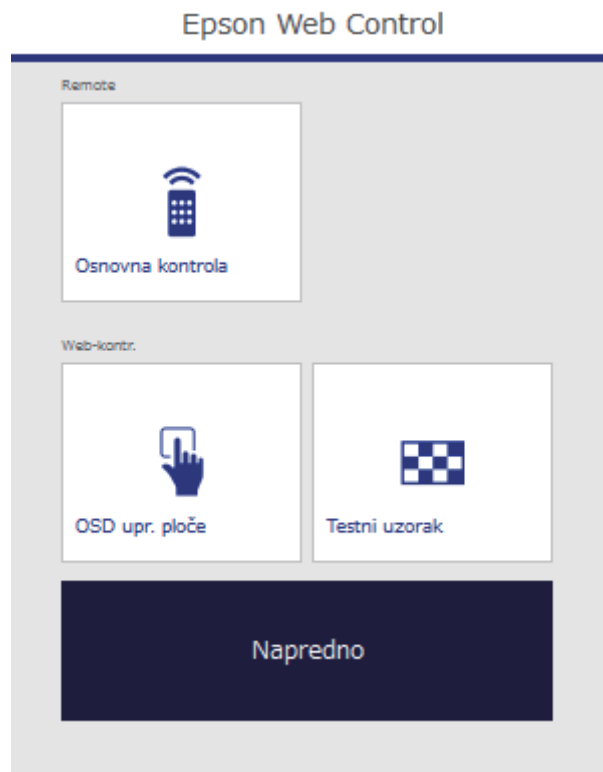 Epson Web Control
Remote
Osnovna kontrola
Web-kontr.
OSD upr. ploče
Testni uzorak
Napredno